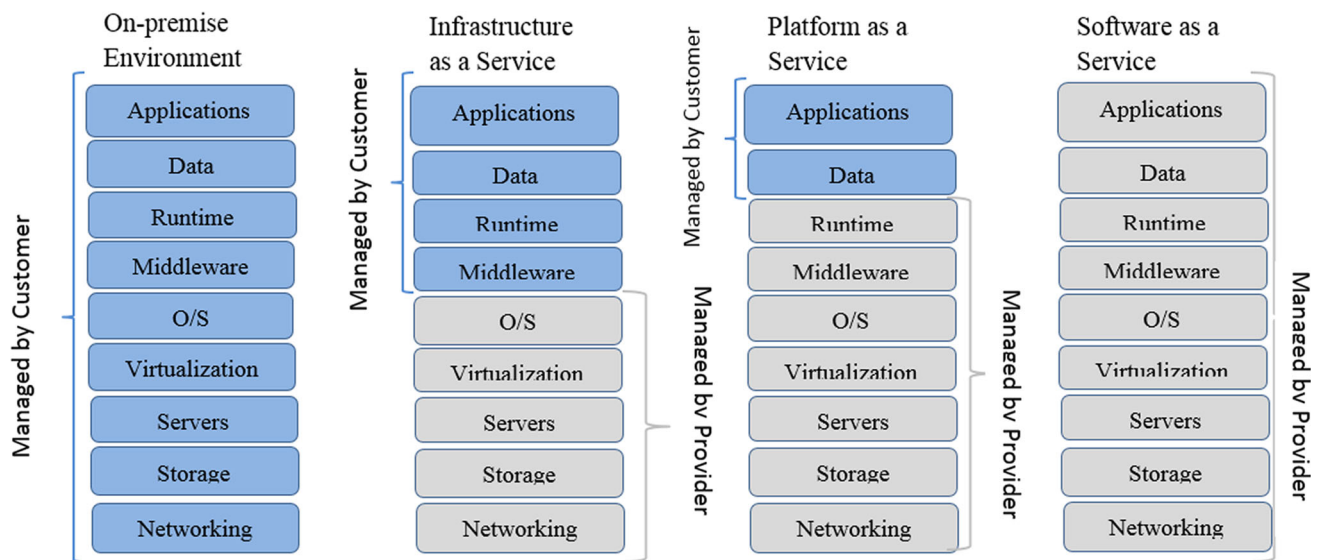 On-premise
Environment
Managed by Customer
Applications
Data
Runtime
Middleware
O/S
Virtualization
Servers
Storage
Networking
Infrastructure
as a Service
Managed by Customer
Applications
Data
Runtime
Middleware
O/S
Virtualization
Servers
Storage
Networking
Managed by Provider
Platform as a
Service
Managed by Customer
Applications
Data
Runtime
Middleware
O/S
Virtualization
Servers
Storage
Networking
Managed by Provider
Software as a
Service
Applications
Data
Runtime
Middleware
O/S
Virtualization
Servers
Storage
Networking
Managed by Provider